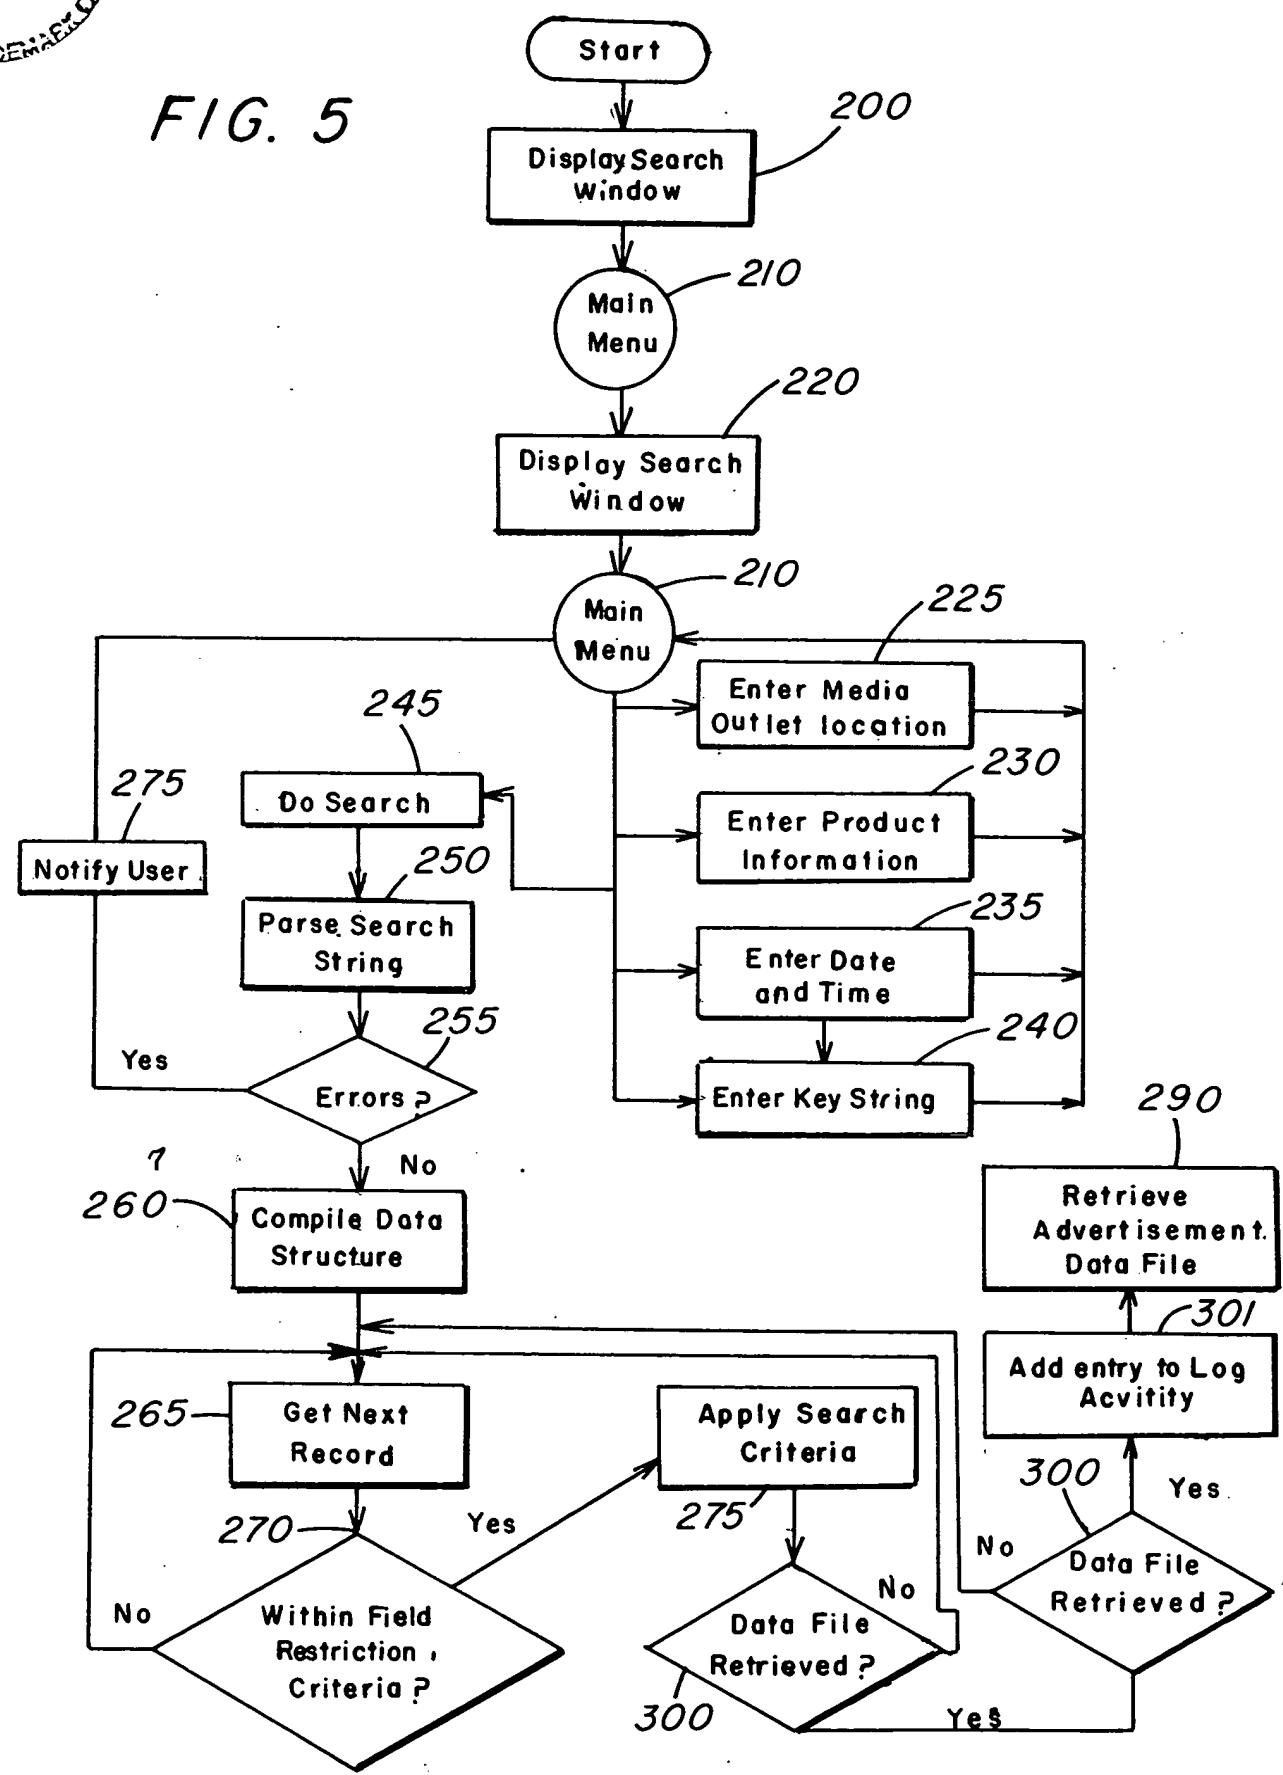 FIG. 5
Start
200
Display Search
Window
210
Main
Menu
220
Display Search
Window
210
Main
Menu
225
Enter Media
Outlet location
245
230
275
Do Search
Enter Product
Information
Notify User
250
235
Parse Search
String
Enter Date
and Time
255
240
Yes
Errors?
Enter Key String
290
No
260
Compile Data
Structure
Retrieve
Advertisement
Data File
301
Add entry to Log
Acvitity
265
Get Next
Record
Apply Search
Criteria
275
300
Yes
270
Yes
No
Data File
Retrieved?
No
Within Field
Restriction
Criteria?
No
Data File
Retrieved?
300
Yes